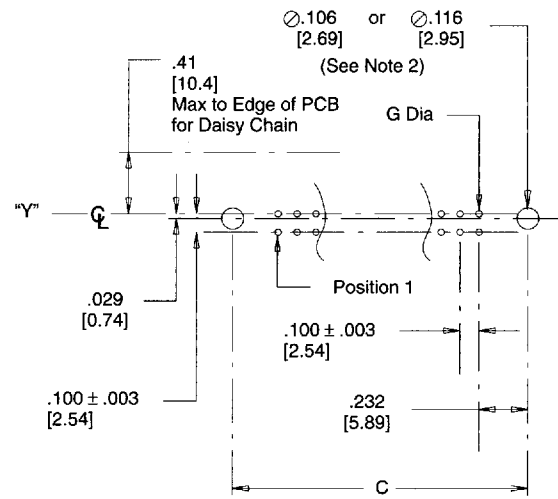 ∅.106 or ∅.116
[2.69] [2.95]
(See Note 2)
.41
[10.4]
Max to Edge of PCB
for Daisy Chain
G Dia
"Y" ℄
Position 1
.029
[0.74]
.100 ± .003
[2.54]
.100 ± .003
[2.54]
.232
[5.89]
C